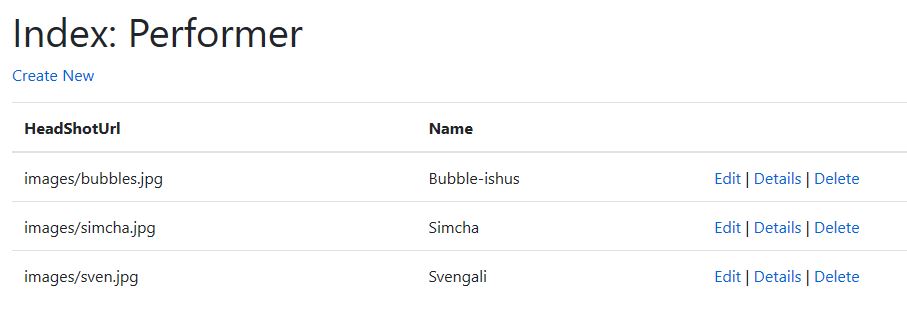 Index: Performer
Create New
HeadShotUrl Name
images/bubbles.jpg Bubble-ishus Edit | Details | Delete
images/simcha.jpg Simcha Edit | Details | Delete
images/sven.jpg Svengali Edit | Details | Delete